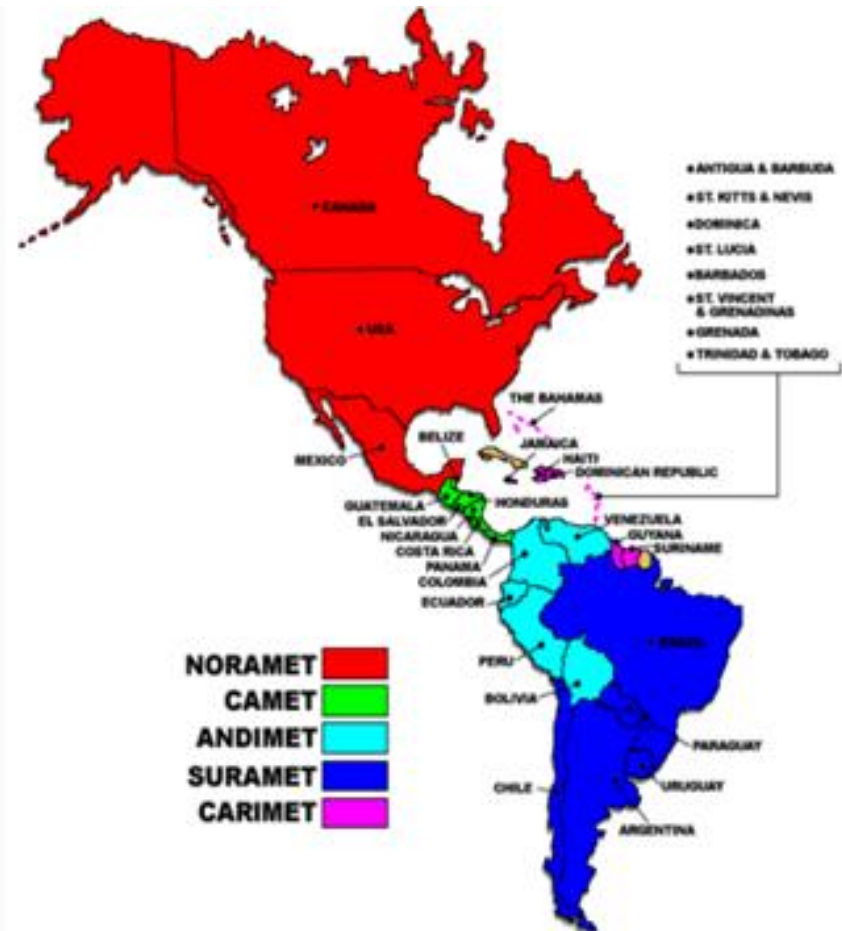 • ANTIGUA & BARBUDA
• ST. KITTS & NEVIS
• DOMINICA
• ST. LUCIA
• BARBADOS
• ST. VINCENT
& GRENADINAS
• GRENADA
• TRINIDAD & TOBAGO
• CANADA
• USA
THE BAHAMAS
BELIZE
JAMAICA
MEXICO
HAITI
DOMINICAN REPUBLIC
GUATEMALA
HONDURAS
EL SALVADOR
NICARAGUA
VENEZUELA
COSTA RICA
GUYANA
PANAMA
SURINAME
COLOMBIA
ECUADOR
BRAZIL
PERU
BOLIVIA
PARAGUAY
CHILE
URUGUAY
ARGENTINA
NORAMET
CAMET
ANDIMET
SURAMET
CARIMET